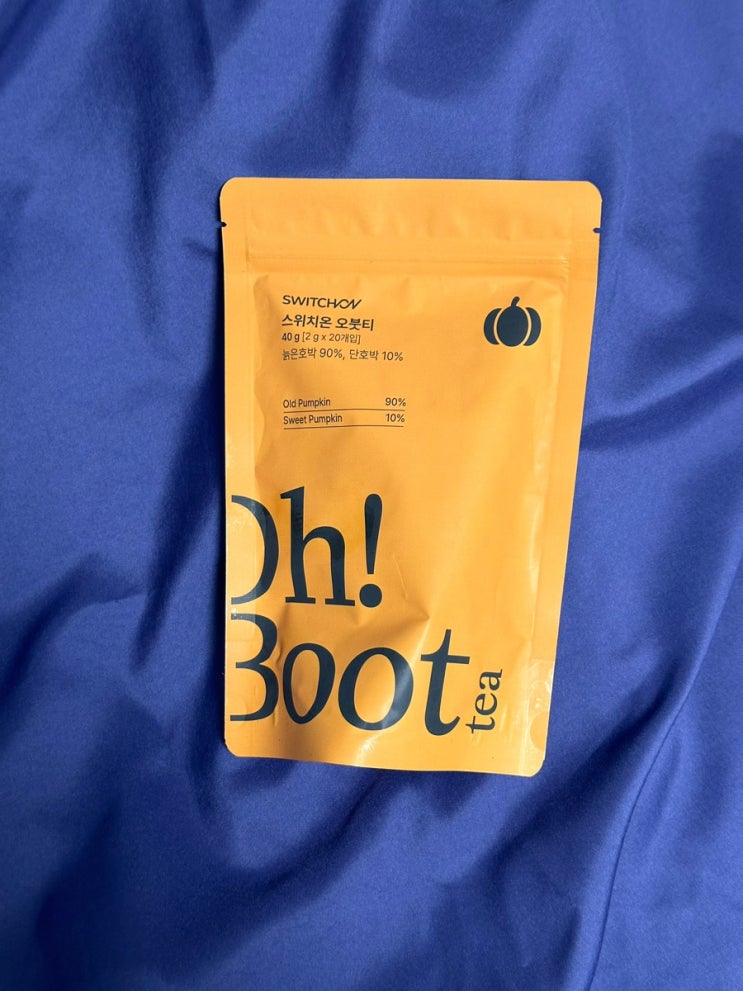 SWITCHON
스위치온 오붓티
40 g [2 g x 20개입]
늙은호박 90%, 단호박 10%
Old Pumpkin 90%
Sweet Pumpkin 10%
Oh!
Boot
tea